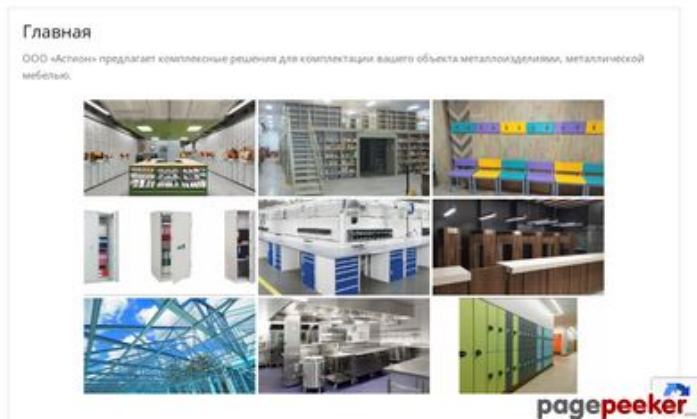 Главная
ООО «Астион» предлагает комплексные решения для комплектации вашего объекта металлоизделиями, металлической
мебелью.
pagepeeker